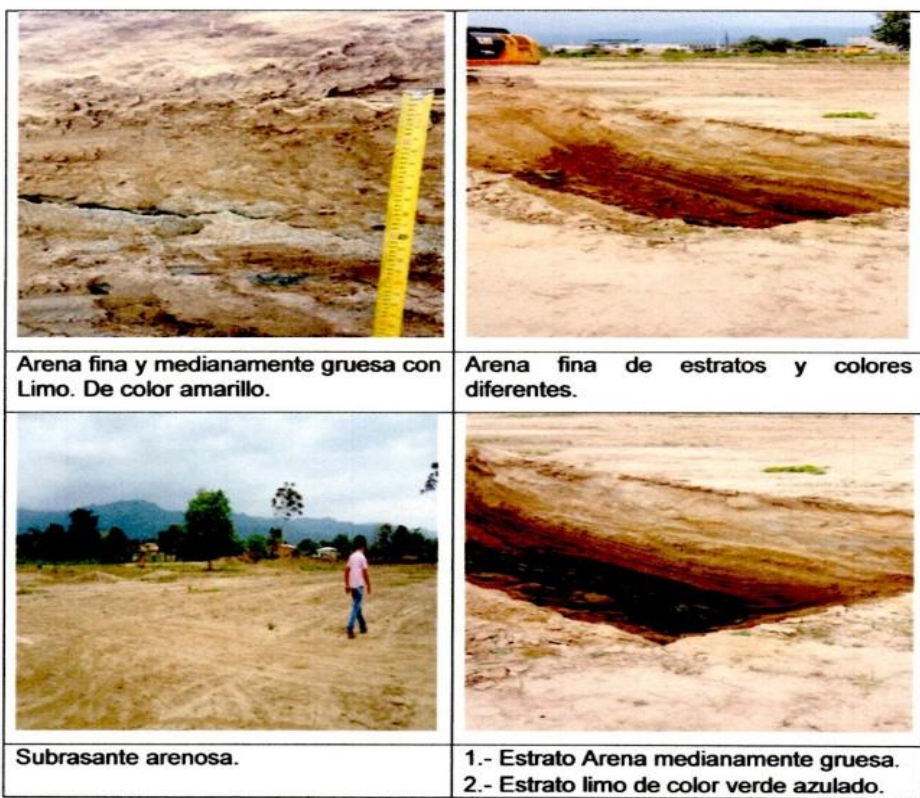 Arena fina y medianamente gruesa con
Limo. De color amarillo.
Arena fina de estratos y colores
diferentes.
Subrasante arenosa.
1.- Estrato Arena medianamente gruesa.
2.- Estrato limo de color verde azulado.